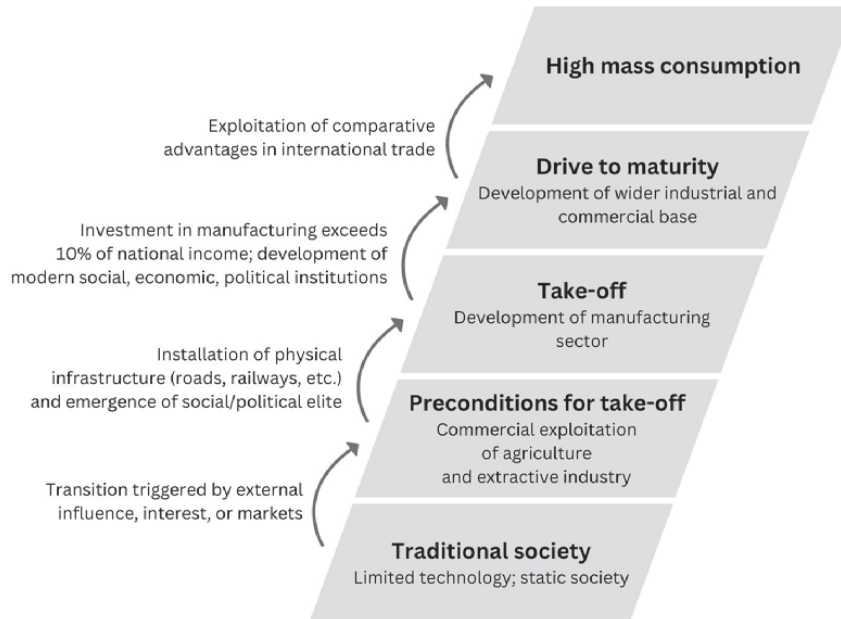 High mass consumption
Exploitation of comparative
advantages in international trade
Drive to maturity
Development of wider industrial and
commercial base
Investment in manufacturing exceeds
10% of national income; development of
modern social, economic, political institutions
Take-off
Development of manufacturing
sector
Installation of physical
infrastructure (roads, railways, etc.)
and emergence of social/political elite
Preconditions for take-off
Commercial exploitation
of agriculture
and extractive industry
Transition triggered by external
influence, interest, or markets
Traditional society
Limited technology; static society